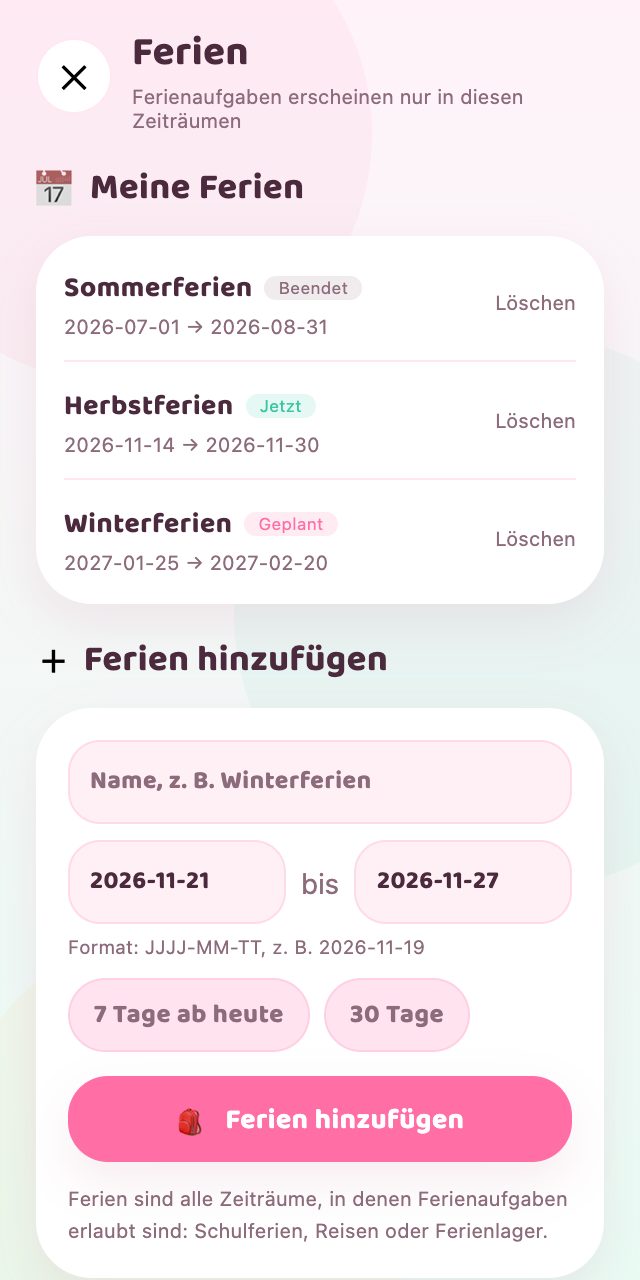 Ferien
Ferienaufgaben erscheinen nur in diesen
Zeiträumen
JUL
17
Meine Ferien
Sommerferien Beendet
2026-07-01 → 2026-08-31
Löschen
Herbstferien Jetzt
2026-11-14 → 2026-11-30
Löschen
Winterferien Geplant
2027-01-25 → 2027-02-20
Löschen
+ Ferien hinzufügen
Name, z. B. Winterferien
2026-11-21 bis 2026-11-27
Format: JJJJ-MM-TT, z. B. 2026-11-19
7 Tage ab heute 30 Tage
Ferien hinzufügen
Ferien sind alle Zeiträume, in denen Ferienaufgaben
erlaubt sind: Schulferien, Reisen oder Ferienlager.